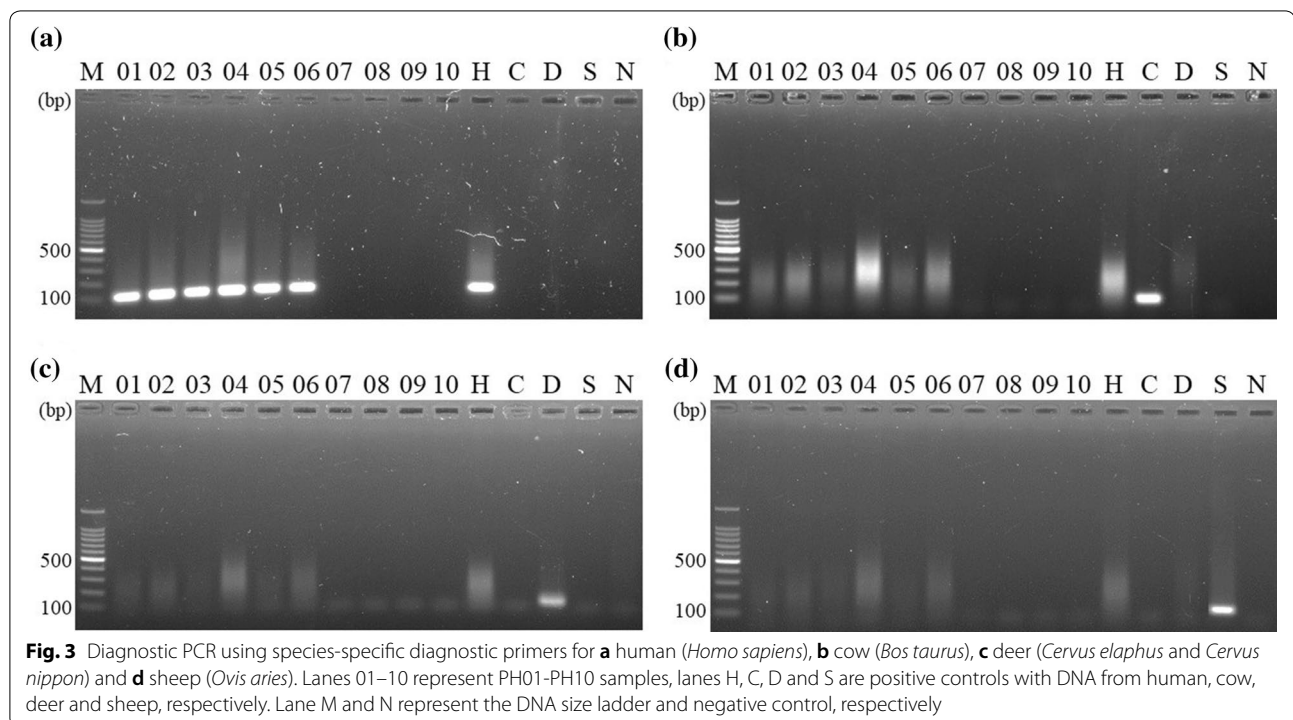 (a)
M 01 02 03 04 05 06 07 08 09 10 H C D S N
(bp)
500
100
(b)
M 01 02 03 04 05 06 07 08 09 10 H C D S N
(bp)
500
100
(c)
M 01 02 03 04 05 06 07 08 09 10 H C D S N
(bp)
500
100
(d)
M 01 02 03 04 05 06 07 08 09 10 H C D S N
(bp)
500
100
Fig. 3 Diagnostic PCR using species-specific diagnostic primers for a human (Homo sapiens), b cow (Bos taurus), c deer (Cervus elaphus and Cervus
nippon) and d sheep (Ovis aries). Lanes 01–10 represent PH01-PH10 samples, lanes H, C, D and S are positive controls with DNA from human, cow,
deer and sheep, respectively. Lane M and N represent the DNA size ladder and negative control, respectively